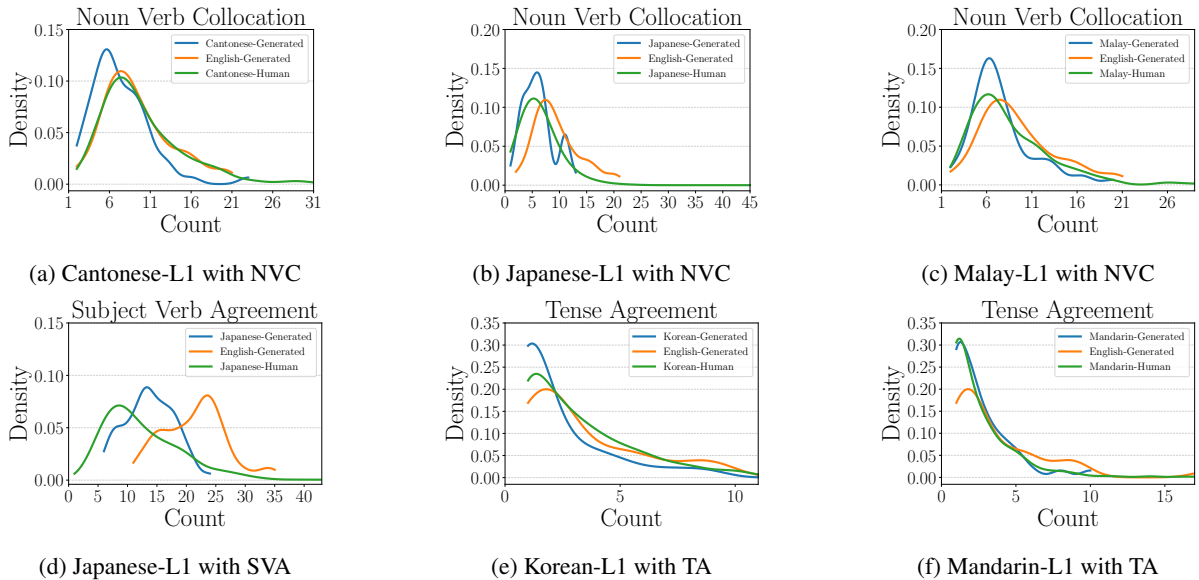 Noun Verb Collocation
0.15
0.10
0.05
0.00
Density
Cantonese-Generated
English-Generated
Cantonese-Human
1 6 11 16 21 26 31
Count
(a) Cantonese-L1 with NVC
Noun Verb Collocation
0.20
0.15
0.10
0.05
0.00
Density
Japanese-Generated
English-Generated
Japanese-Human
1 5 10 15 20 25 30 35 40 45
Count
(b) Japanese-L1 with NVC
Noun Verb Collocation
0.20
0.15
0.10
0.05
0.00
Density
Malay-Generated
English-Generated
Malay-Human
1 6 11 16 21 26
Count
(c) Malay-L1 with NVC
Subject Verb Agreement
0.15
0.10
0.05
0.00
Density
Japanese-Generated
English-Generated
Japanese-Human
1 5 10 15 20 25 30 35 40
Count
(d) Japanese-L1 with SVA
Tense Agreement
0.35
0.30
0.25
0.20
0.15
0.10
0.05
0.00
Density
Korean-Generated
English-Generated
Korean-Human
0 5 10
Count
(e) Korean-L1 with TA
Tense Agreement
0.35
0.30
0.25
0.20
0.15
0.10
0.05
0.00
Density
Mandarin-Generated
English-Generated
Mandarin-Human
0 5 10 15
Count
(f) Mandarin-L1 with TA